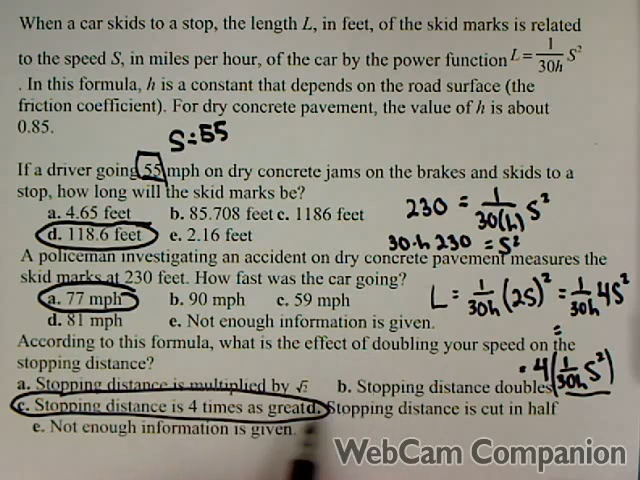 When a car skids to a stop, the length L, in feet, of the skid marks is related
to the speed S, in miles per hour, of the car by the power function L = 1/30h S²
. In this formula, h is a constant that depends on the road surface (the
friction coefficient). For dry concrete pavement, the value of h is about
0.85.
S=55
If a driver going 55 mph on dry concrete jams on the brakes and skids to a
stop, how long will the skid marks be?
a. 4.65 feet b. 85.708 feet c. 1186 feet
d. 118.6 feet e. 2.16 feet
230 = 1/30(h) S²
30·h 230 = S²
A policeman investigating an accident on dry concrete pavement measures the
skid marks at 230 feet. How fast was the car going?
a. 77 mph b. 90 mph c. 59 mph
d. 81 mph e. Not enough information is given.
L = 1/30h (2S)² = 1/30h 4S²
=
= 4(1/30h S²)
According to this formula, what is the effect of doubling your speed on the
stopping distance?
a. Stopping distance is multiplied by √2 b. Stopping distance doubles
c. Stopping distance is 4 times as great d. Stopping distance is cut in half
e. Not enough information is given.
WebCam Companion